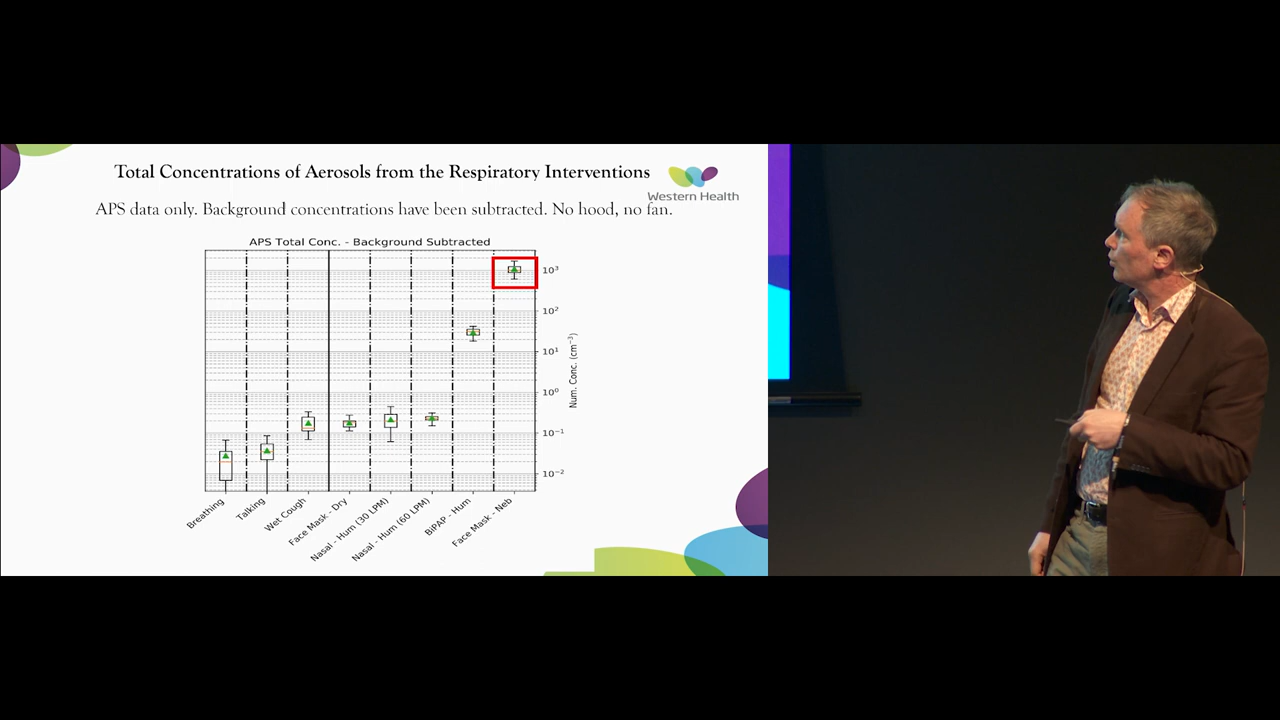 Total Concentrations of Aerosols from the Respiratory Interventions
Western Health
APS data only. Background concentrations have been subtracted. No hood, no fan.
APS Total Conc. - Background Subtracted
10³
10²
10¹
10⁰
10⁻¹
10⁻²
Num. Conc. (cm⁻³)
Breathing
Talking
Wet Cough
Face Mask - Dry
Nasal - Hum (30 LPM)
Nasal - Hum (60 LPM)
BiPAP - Hum
Face Mask - Neb